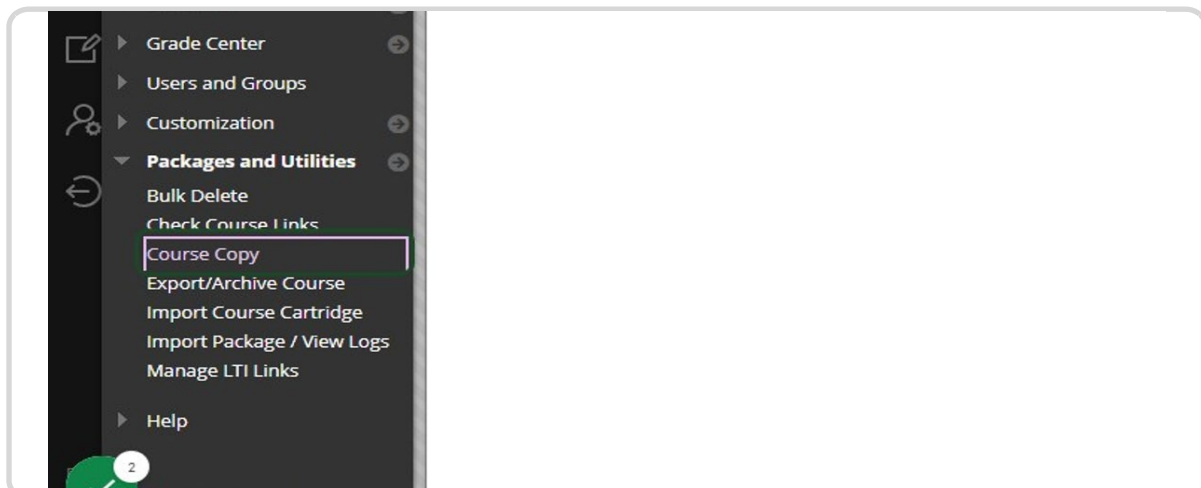 Grade Center
Users and Groups
Customization
Packages and Utilities
Bulk Delete
Check Course Links
Course Copy
Export/Archive Course
Import Course Cartridge
Import Package / View Logs
Manage LTI Links
Help
2